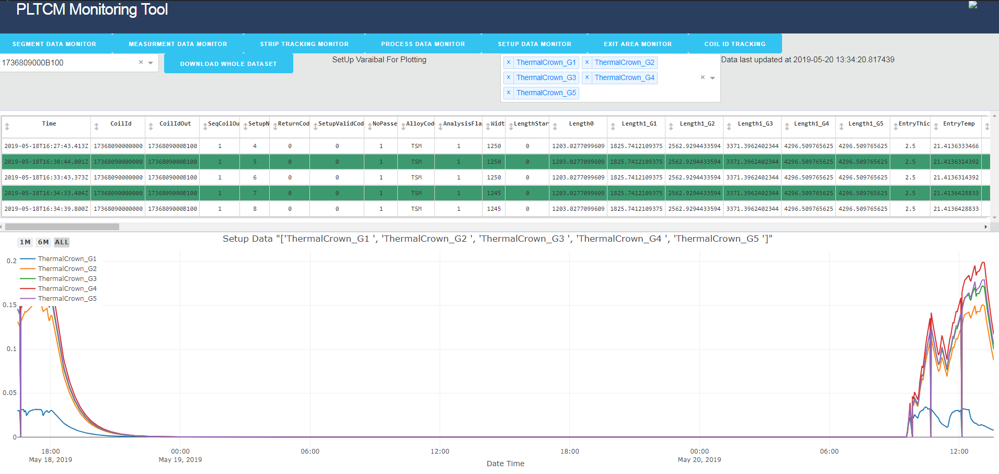 PLTCM Monitoring Tool
SEGMENT DATA MONITOR MEASURMENT DATA MONITOR STRIP TRACKING MONITOR PROCESS DATA MONITOR SETUP DATA MONITOR EXIT AREA MONITOR COIL ID TRACKING
1736809000B100 × DOWNLOAD WHOLE DATASET SetUp Varaibal For Plotting × ThermalCrown_G1 × ThermalCrown_G2 Data last updated at 2019-05-20 13:34:20.817439
× ThermalCrown_G3 × ThermalCrown_G4 ×
× ThermalCrown_G5
Time CoilId CoilIdOut SeqCoilOu SetupN ReturnCod SetupValidCod NoPasse AlloyCod AnalysisFla Widt LengthStar Length0 Length1_G1 Length1_G2 Length1_G3 Length1_G4 Length1_G5 EntryThic EntryTemp
2019-05-18T16:27:43.413Z 17368090000000 1736809000B100 1 4 0 0 1 TSM 1 1250 0 1203.0277099609 1825.7412109375 2562.9294433594 3371.3962402344 4296.509765625 4296.509765625 2.5 21.4136333466
2019-05-18T16:30:44.001Z 17368090000000 1736809000B100 1 5 0 0 1 TSM 1 1250 0 1203.0277099609 1825.7412109375 2562.9294433594 3371.3962402344 4296.509765625 4296.509765625 2.5 21.4136314392
2019-05-18T16:33:43.373Z 17368090000000 1736809000B100 1 6 0 0 1 TSM 1 1250 0 1203.0277099609 1825.7412109375 2562.9294433594 3371.3962402344 4296.509765625 4296.509765625 2.5 21.4136314392
2019-05-18T16:34:33.404Z 17368090000000 1736809000B100 1 7 0 0 1 TSM 1 1245 0 1203.0277099609 1825.7412109375 2562.9294433594 3371.3962402344 4296.509765625 4296.509765625 2.5 21.4136428833
2019-05-18T16:34:39.800Z 17368090000000 1736809000B100 1 8 0 0 1 TSM 1 1245 0 1203.0277099609 1825.7412109375 2562.9294433594 3371.3962402344 4296.509765625 4296.509765625 2.5 21.4136428833
1M 6M ALL Setup Data "['ThermalCrown_G1 ', 'ThermalCrown_G2 ', 'ThermalCrown_G3 ', 'ThermalCrown_G4 ', 'ThermalCrown_G5 ']"
0.2 ThermalCrown_G1
ThermalCrown_G2
ThermalCrown_G3
ThermalCrown_G4
ThermalCrown_G5
0.15
0.1
0.05
0
18:00 00:00 06:00 12:00 18:00 00:00 06:00 12:00
May 18, 2019 May 19, 2019 May 20, 2019
Date Time